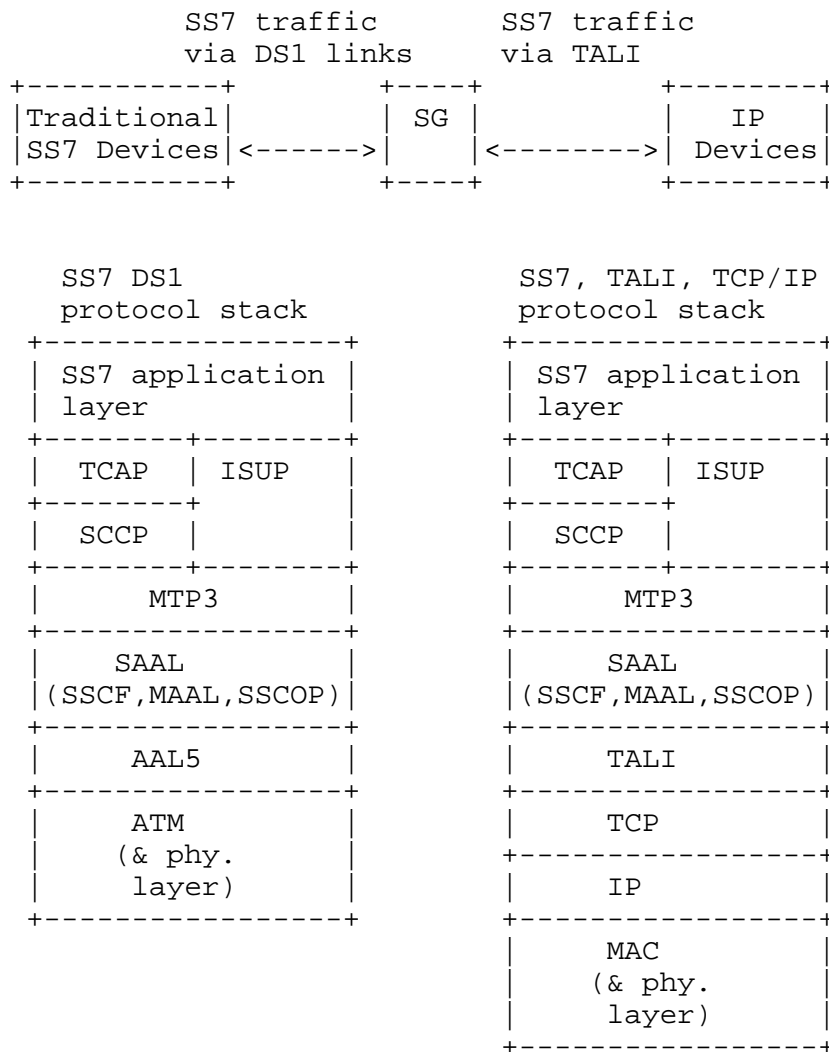 SS7 traffic SS7 traffic
via DS1 links via TALI
Traditional SG IP
SS7 Devices <------> <--------> Devices
SS7 DS1 SS7, TALI, TCP/IP
protocol stack protocol stack
SS7 application SS7 application
layer layer
TCAP ISUP TCAP ISUP
SCCP SCCP
MTP3 MTP3
SAAL SAAL
(SSCF,MAAL,SSCOP) (SSCF,MAAL,SSCOP)
AAL5 TALI
ATM TCP
(& phy.
layer) IP
MAC
(& phy.
layer)